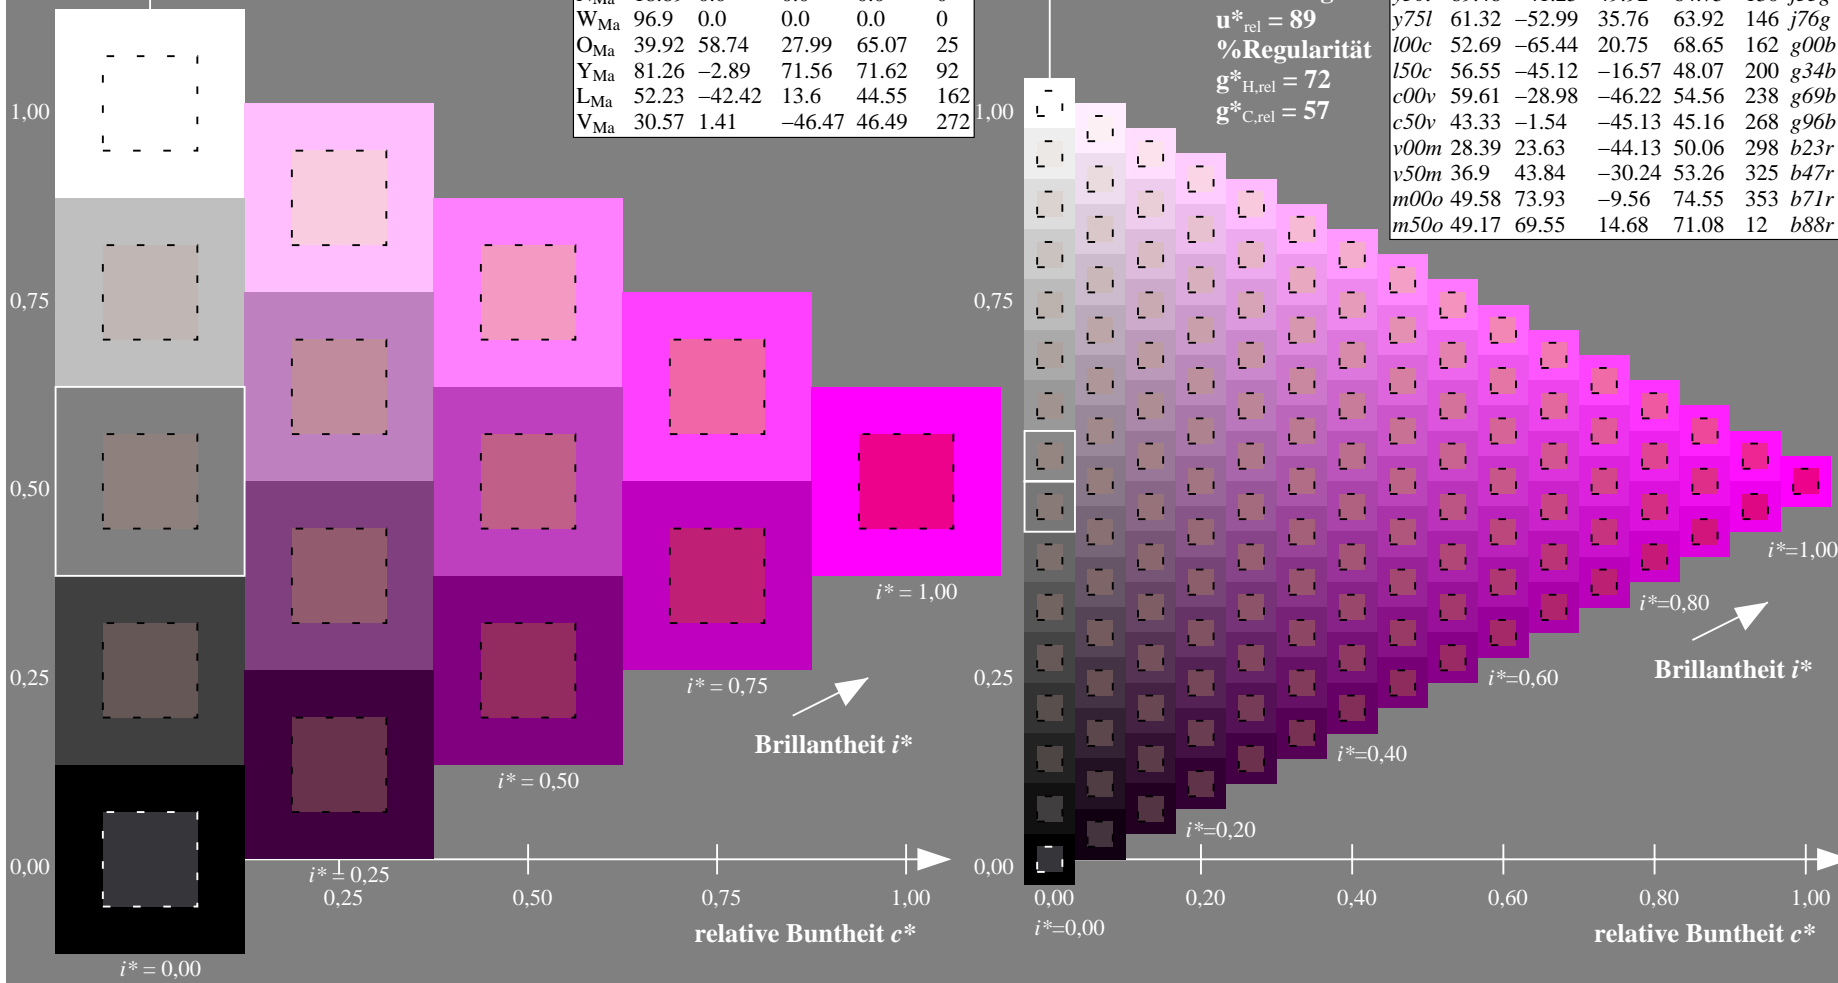 W_Ma 96.9 0.0 0.0 0.0 0
O_Ma 39.92 58.74 27.99 65.07 25
Y_Ma 81.26 −2.89 71.56 71.62 92
L_Ma 52.23 −42.42 13.6 44.55 162
V_Ma 30.57 1.41 −46.47 46.49 272
u*_rel = 89
%Regularität
g*_H,rel = 72
g*_C,rel = 57
y75l 61.32 −52.99 35.76 63.92 146 j76g
l00c 52.69 −65.44 20.75 68.65 162 g00b
l50c 56.55 −45.12 −16.57 48.07 200 g34b
c00v 59.61 −28.98 −46.22 54.56 238 g69b
c50v 43.33 −1.54 −45.13 45.16 268 g96b
v00m 28.39 23.63 −44.13 50.06 298 b23r
v50m 36.9 43.84 −30.24 53.26 325 b47r
m00o 49.58 73.93 −9.56 74.55 353 b71r
m50o 49.17 69.55 14.68 71.08 12 b88r
1,00
0,75
0,50
0,25
0,00
i* = 1,00
i* = 0,75
i* = 0,50
i* = 0,25
i* = 0,00
Brillantheit i*
0,25 0,50 0,75 1,00
relative Buntheit c*
1,00
0,75
0,50
0,25
0,00
i*=1,00
i*=0,80
i*=0,60
i*=0,40
i*=0,20
i*=0,00
Brillantheit i*
0,00 0,20 0,40 0,60 0,80 1,00
relative Buntheit c*